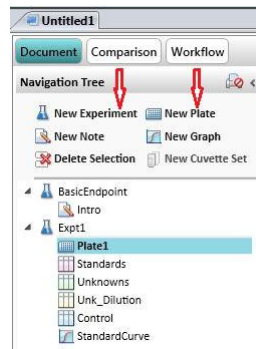 Untitled1
Document Comparison Workflow
Navigation Tree
New Experiment New Plate
New Note New Graph
Delete Selection New Cuvette Set
BasicEndpoint
Intro
Expt1
Plate1
Standards
Unknowns
Unk_Dilution
Control
StandardCurve